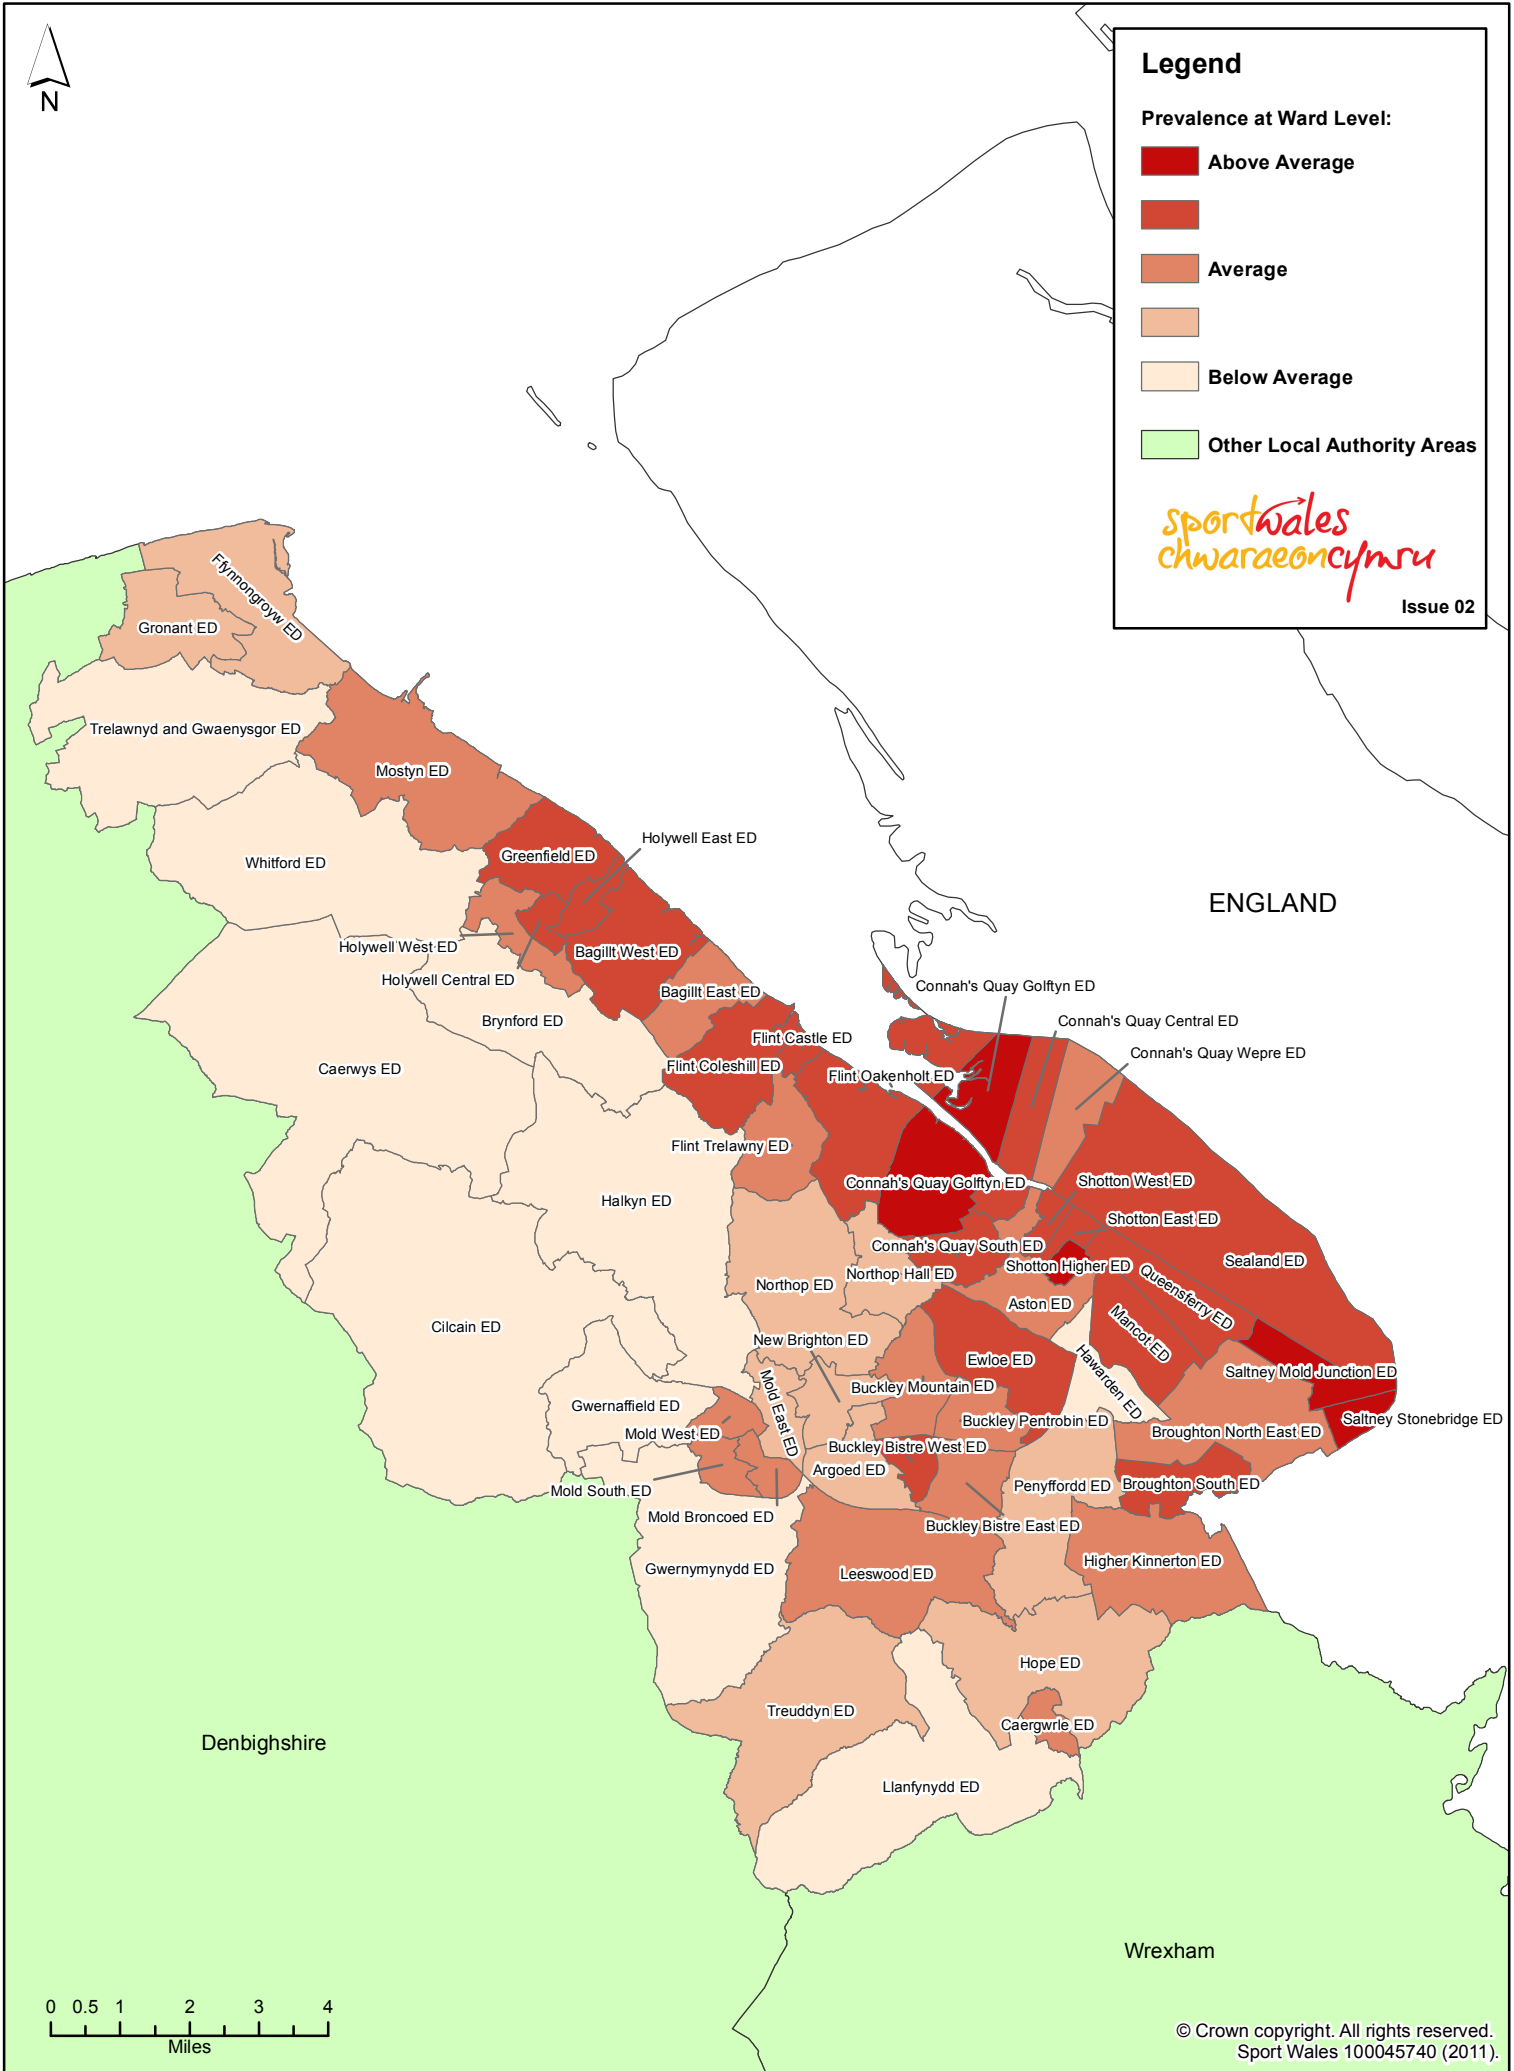 N
Legend
Prevalence at Ward Level:
Above Average
Average
Below Average
Other Local Authority Areas
sportwales
chwaraeoncymru
Issue 02
Ffynnongroyw ED
Gronant ED
Trelawnyd and Gwaenysgor ED
Mostyn ED
Holywell East ED
Greenfield ED
Whitford ED
ENGLAND
Holywell West ED
Bagillt West ED
Holywell Central ED
Connah's Quay Golftyn ED
Bagillt East ED
Brynford ED
Connah's Quay Central ED
Flint Castle ED
Connah's Quay Wepre ED
Caerwys ED
Flint Coleshill ED
Flint Oakenholt ED
Flint Trelawny ED
Connah's Quay Golftyn ED
Shotton West ED
Halkyn ED
Shotton East ED
Connah's Quay South ED
Sealand ED
Shotton Higher ED
Northop Hall ED
Northop ED
Queensferry ED
Aston ED
Mancot ED
Cilcain ED
New Brighton ED
Ewloe ED
Hawarden ED
Saltney Mold Junction ED
Buckley Mountain ED
Mold East ED
Gwernaffield ED
Saltney Stonebridge ED
Buckley Pentrobin ED
Broughton North East ED
Mold West ED
Buckley Bistre West ED
Argoed ED
Penyffordd ED
Broughton South ED
Mold South ED
Mold Broncoed ED
Buckley Bistre East ED
Higher Kinnerton ED
Gwernymynydd ED
Leeswood ED
Hope ED
Treuddyn ED
Caergwrle ED
Denbighshire
Llanfynydd ED
Wrexham
0 0.5 1 2 3 4
Miles
© Crown copyright. All rights reserved.
Sport Wales 100045740 (2011).